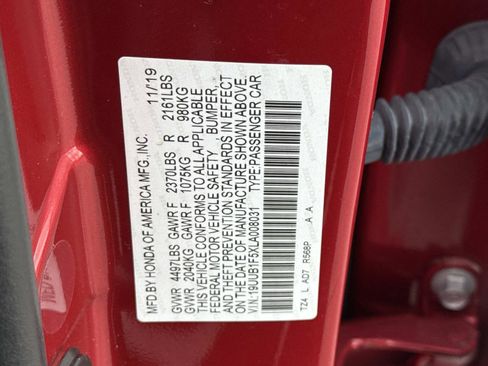 MFD.BY HONDA OF AMERICA MFG.,INC. 11/19
GVWR 4497LBS GAWR F 2370LBS R 2161LBS
GVWR 2040KG GAWR F 1075KG R 980KG
THIS VEHICLE CONFORMS TO ALL APPLICABLE
FEDERAL MOTOR VEHICLE SAFETY, BUMPER,
AND THEFT PREVENTION STANDARDS IN EFFECT
ON THE DATE OF MANUFACTURE SHOWN ABOVE.
V.I.N.:19UUB1F5XLA008031 TYPE:PASSENGER CAR
TZ4 L AD7 R568P A A